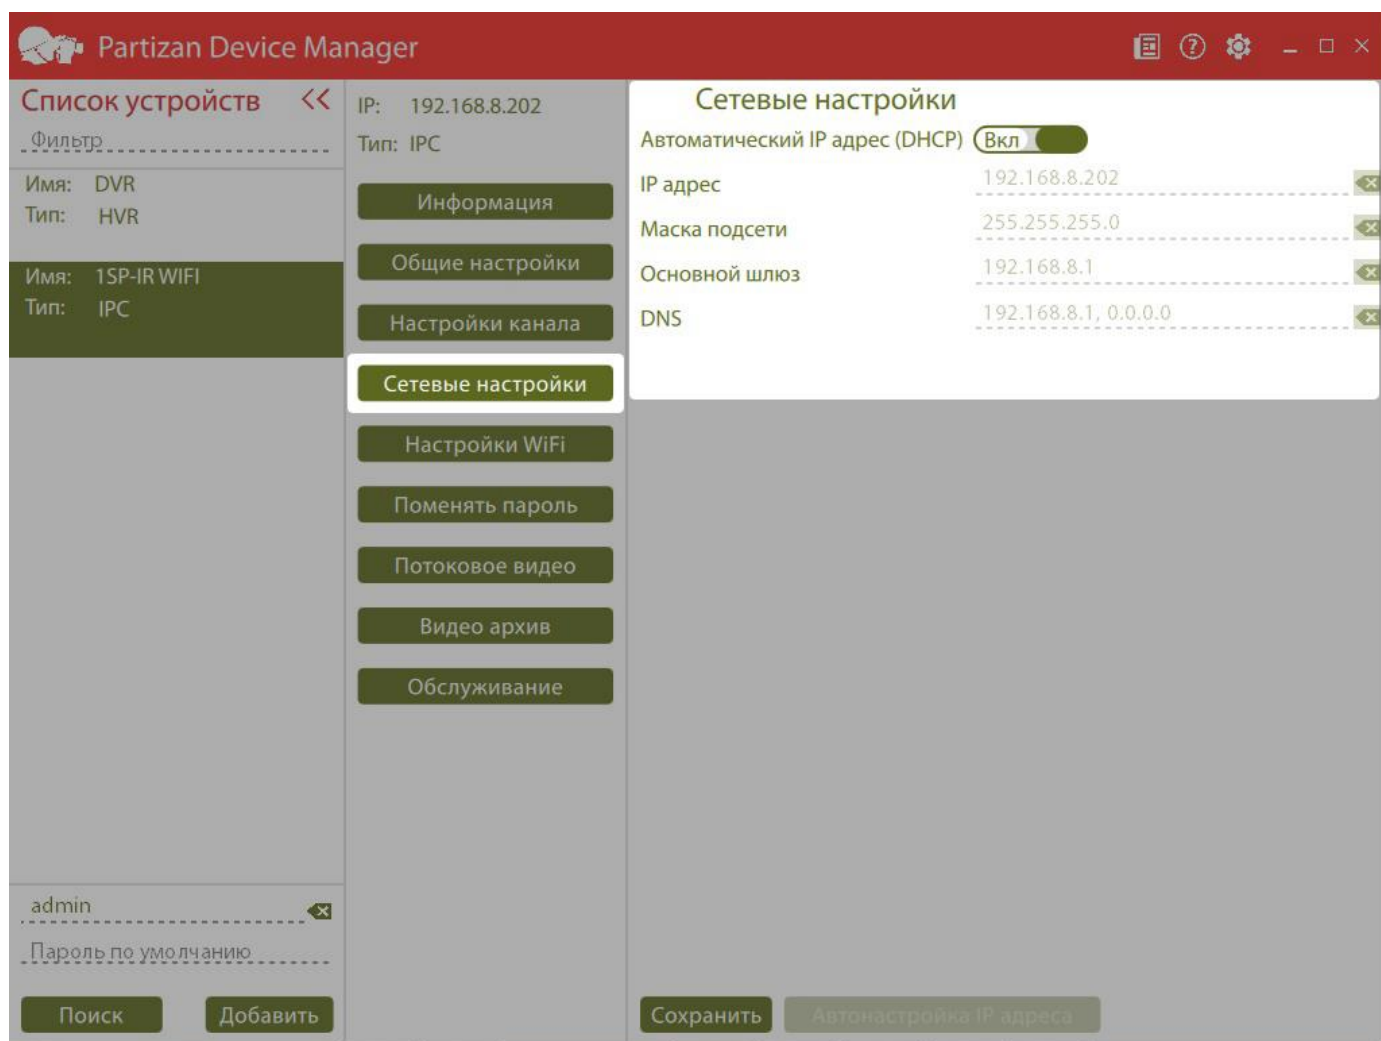 Partizan Device Manager
Список устройств <<
Фильтр
Имя: DVR
Тип: HVR
Имя: 1SP-IR WIFI
Тип: IPC
admin
Пароль по умолчанию
Поиск Добавить
IP: 192.168.8.202
Тип: IPC
Информация
Общие настройки
Настройки канала
Сетевые настройки
Настройки WiFi
Поменять пароль
Потоковое видео
Видео архив
Обслуживание
Сетевые настройки
Автоматический IP адрес (DHCP) Вкл
IP адрес 192.168.8.202
Маска подсети 255.255.255.0
Основной шлюз 192.168.8.1
DNS 192.168.8.1, 0.0.0.0
Сохранить Автонастройка IP адреса